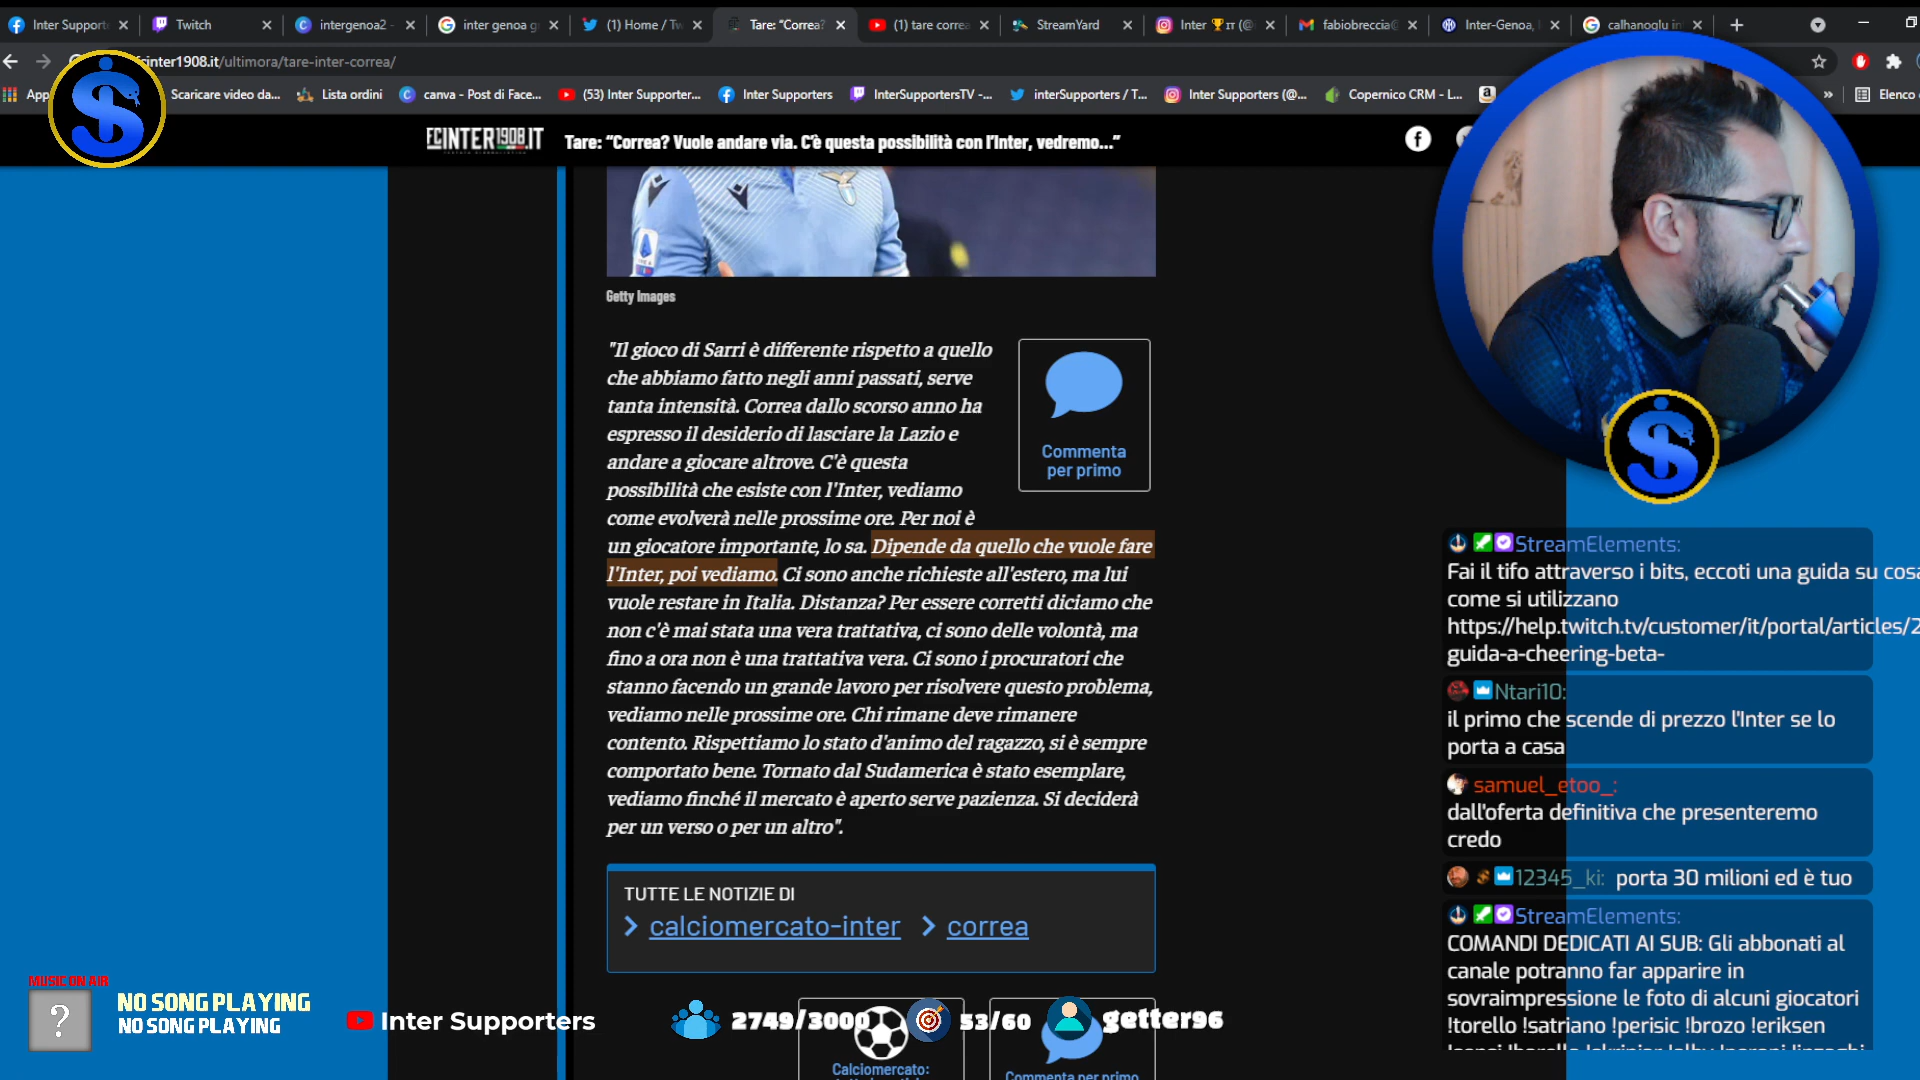 Inter Support
Twitch
intergenoa2 -
inter genoa g
(1) Home / Tw
Tare: “Correa?
(1) tare correa
StreamYard
Inter 🏆 IT (@
fabiobreccia@
Inter-Genoa,
calhanoglu in
cinter1908.it/ultimora/tare-inter-correa/
App
Scaricare video da...
Lista ordini
canva - Post di Face...
(53) Inter Supporter...
Inter Supporters
InterSupportersTV -...
interSupporters / T...
Inter Supporters (@...
Copernico CRM - L...
»
Elenco
FCINTER1908.IT
Tare: “Correa? Vuole andare via. C’è questa possibilità con l’Inter, vedremo...”
Getty Images
"Il gioco di Sarri è differente rispetto a quello
che abbiamo fatto negli anni passati, serve
tanta intensità. Correa dallo scorso anno ha
espresso il desiderio di lasciare la Lazio e
andare a giocare altrove. C'è questa
possibilità che esiste con l'Inter, vediamo
come evolverà nelle prossime ore. Per noi è
un giocatore importante, lo sa. Dipende da quello che vuole fare
l'Inter, poi vediamo. Ci sono anche richieste all'estero, ma lui
vuole restare in Italia. Distanza? Per essere corretti diciamo che
non c'è mai stata una vera trattativa, ci sono delle volontà, ma
fino a ora non è una trattativa vera. Ci sono i procuratori che
stanno facendo un grande lavoro per risolvere questo problema,
vediamo nelle prossime ore. Chi rimane deve rimanere
contento. Rispettiamo lo stato d'animo del ragazzo, si è sempre
comportato bene. Tornato dal Sudamerica è stato esemplare,
vediamo finché il mercato è aperto serve pazienza. Si deciderà
per un verso o per un altro".
Commenta
per primo
TUTTE LE NOTIZIE DI
calciomercato-inter
correa
Calciomercato:
Commenta per primo
StreamElements:
Fai il tifo attraverso i bits, eccoti una guida su cosa
come si utilizzano
https://help.twitch.tv/customer/it/portal/articles/2
guida-a-cheering-beta-
Ntari10:
il primo che scende di prezzo l'Inter se lo
porta a casa
samuel_etoo_:
dall'oferta definitiva che presenteremo
credo
12345_ki: porta 30 milioni ed è tuo
StreamElements:
COMANDI DEDICATI AI SUB: Gli abbonati al
canale potranno far apparire in
sovraimpressione le foto di alcuni giocatori
!torello !satriano !perisic !brozo !eriksen
MUSIC ON AIR
?
NO SONG PLAYING
NO SONG PLAYING
Inter Supporters
2749/3000
53/60
getter96